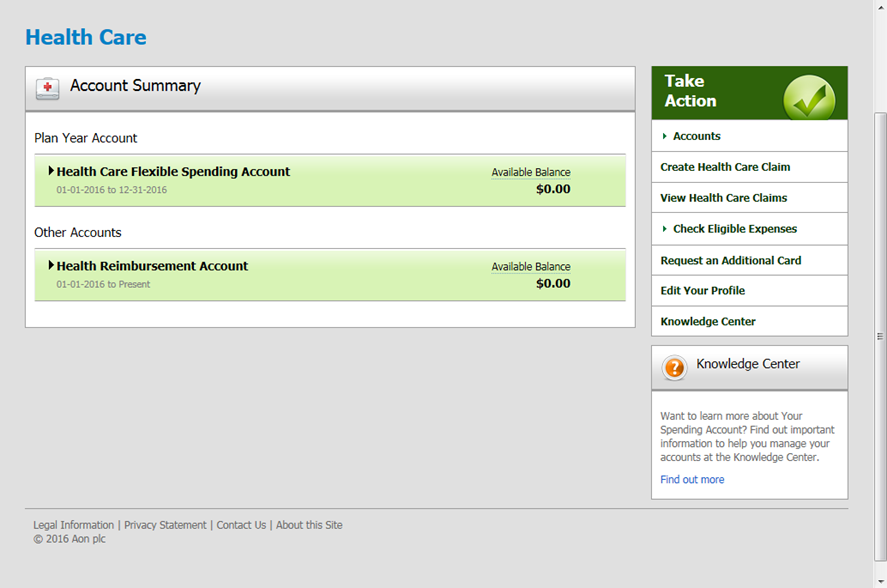 Health Care
Account Summary
Plan Year Account
Health Care Flexible Spending Account
Available Balance
01-01-2016 to 12-31-2016
$0.00
Other Accounts
Health Reimbursement Account
Available Balance
01-01-2016 to Present
$0.00
Take
Action
Accounts
Create Health Care Claim
View Health Care Claims
Check Eligible Expenses
Request an Additional Card
Edit Your Profile
Knowledge Center
Knowledge Center
Want to learn more about Your
Spending Account? Find out important
information to help you manage your
accounts at the Knowledge Center.
Find out more
Legal Information | Privacy Statement | Contact Us | About this Site
© 2016 Aon plc